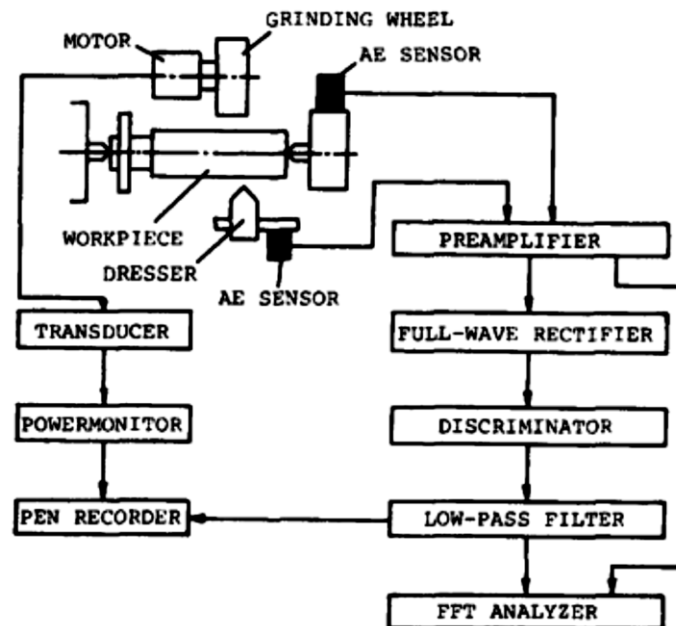 GRINDING WHEEL
MOTOR
AE SENSOR
WORKPIECE
DRESSER
AE SENSOR
PREAMPLIFIER
TRANSDUCER
FULL-WAVE RECTIFIER
POWERMONITOR
DISCRIMINATOR
PEN RECORDER
LOW-PASS FILTER
FFT ANALYZER